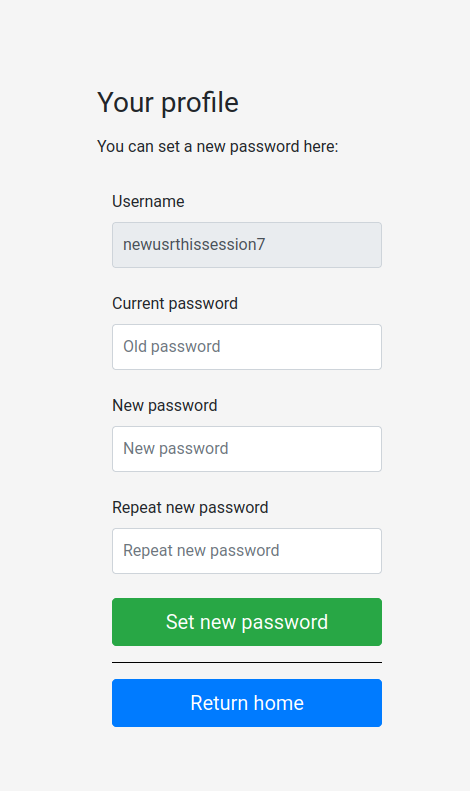 Your profile
You can set a new password here:
Username
newusrthissession7
Current password
Old password
New password
New password
Repeat new password
Repeat new password
Set new password
Return home